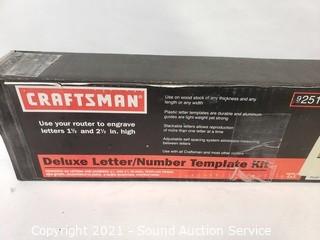 CRAFTSMAN
Use your router to engrave
letters 1½ and 2½ in. high
Use on wood stock of any thickness and any
length or any width
Plastic letter templates are durable and aluminum
guides are light weight yet strong
Stackable letters allows reproduction
of more than one letter at a time
Adjustable self spacing system eliminates
measurement between letters
Use with all Craftsman and most other routers
9251
Deluxe Letter/Number Template Kit
Copyright 2021 - Sound Auction Service